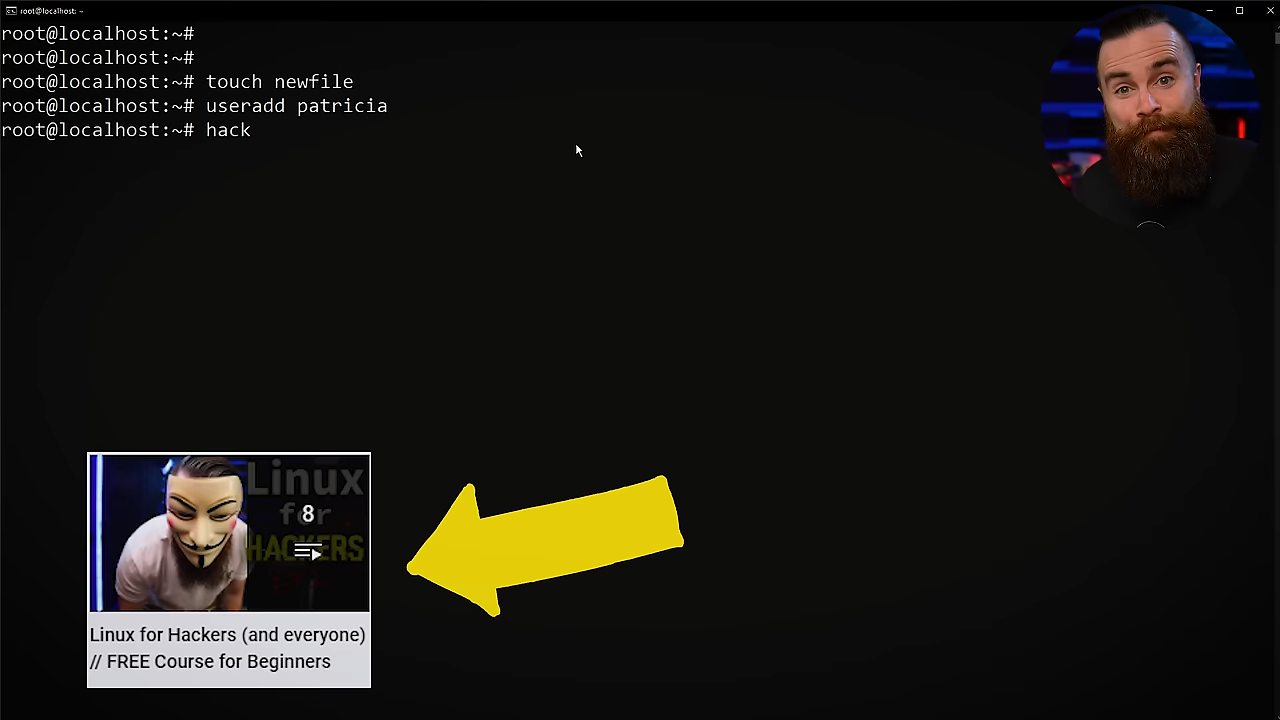 root@localhost: ~
root@localhost:~#
root@localhost:~#
root@localhost:~# touch newfile
root@localhost:~# useradd patricia
root@localhost:~# hack
Linux
for
8
HACKERS
Linux for Hackers (and everyone)
// FREE Course for Beginners